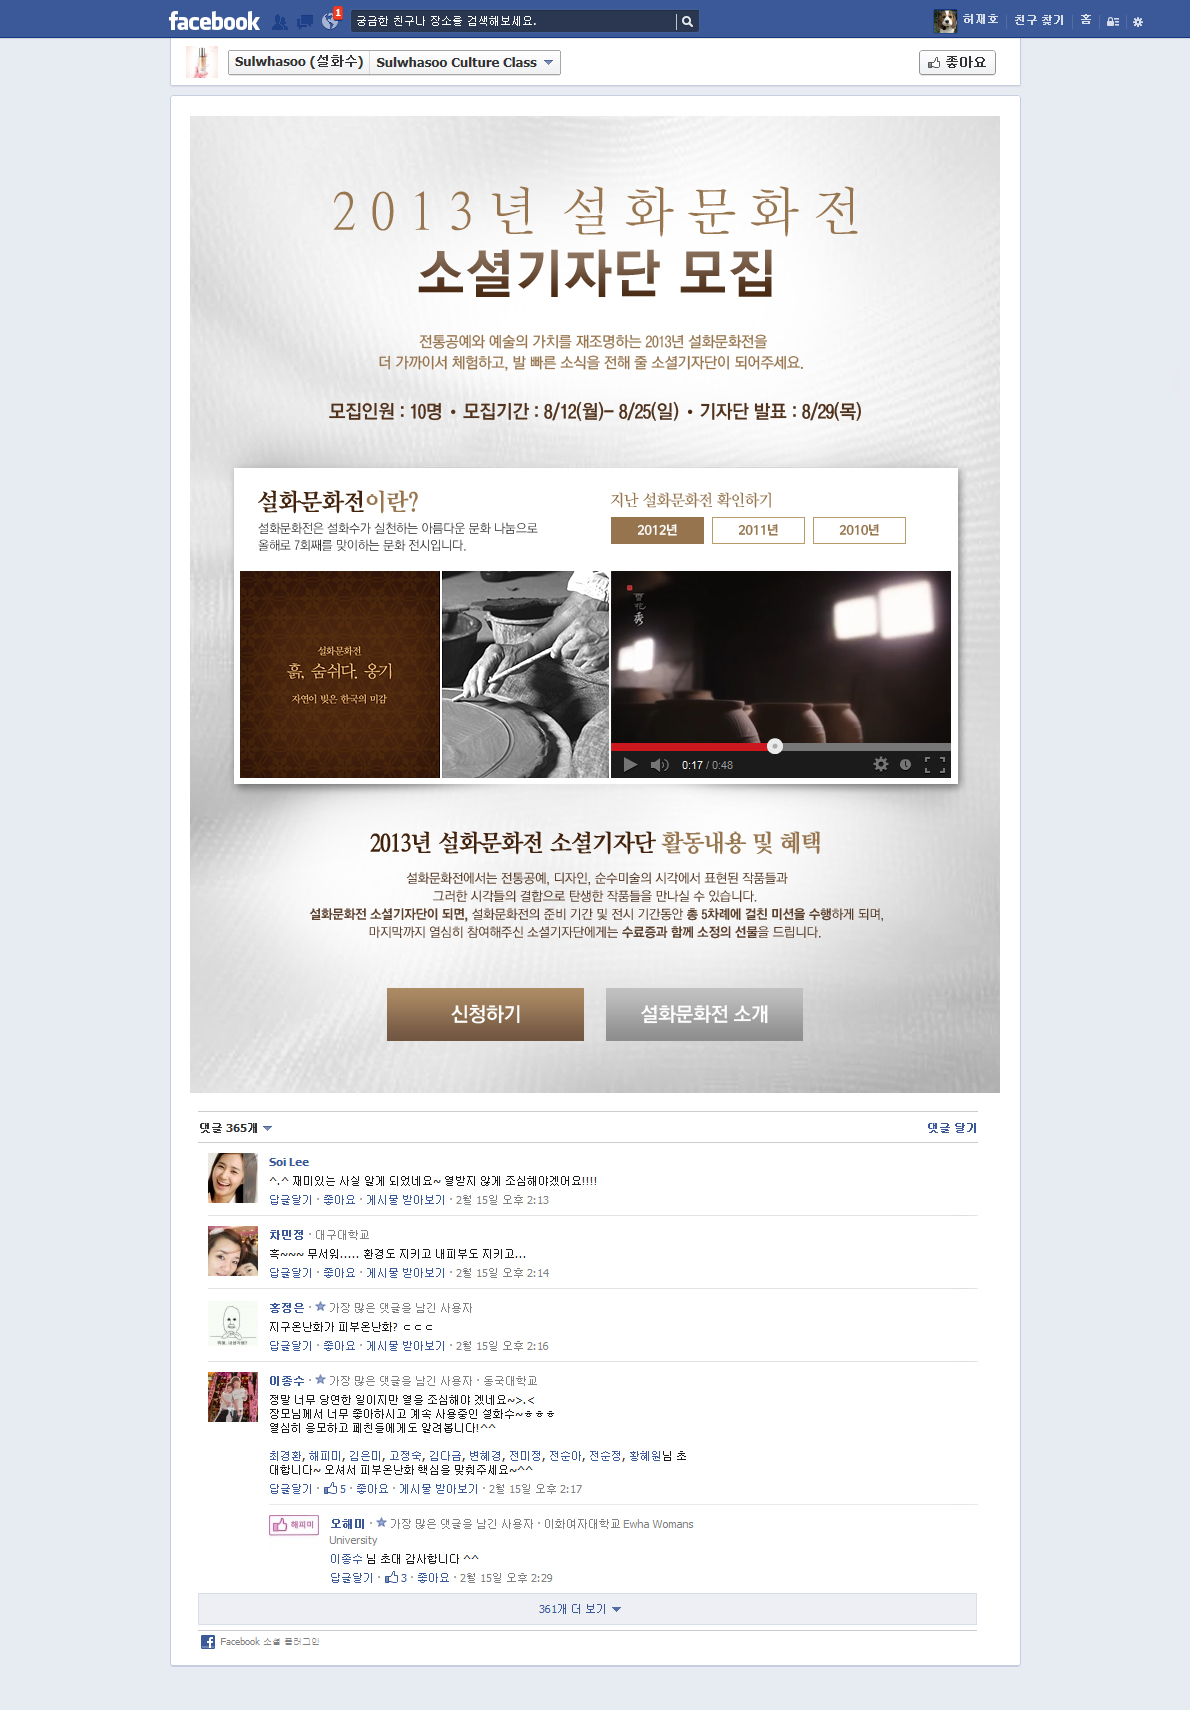 facebook
1
궁금한 친구나 장소를 검색해보세요.
허재호
친구 찾기
홈
Sulwhasoo (설화수)
Sulwhasoo Culture Class
좋아요
2013년 설화문화전
소셜기자단 모집
전통공예와 예술의 가치를 재조명하는 2013년 설화문화전을
더 가까이서 체험하고, 발 빠른 소식을 전해 줄 소셜기자단이 되어주세요.
모집인원 : 10명 • 모집기간 : 8/12(월)– 8/25(일) • 기자단 발표 : 8/29(목)
설화문화전이란?
설화문화전은 설화수가 실천하는 아름다운 문화 나눔으로
올해로 7회째를 맞이하는 문화 전시입니다.
지난 설화문화전 확인하기
2012년
2011년
2010년
설화문화전
흙, 숨쉬다. 옹기
자연이 빚은 한국의 미감
雪花秀
0:17 / 0:48
2013년 설화문화전 소셜기자단 활동내용 및 혜택
설화문화전에서는 전통공예, 디자인, 순수미술의 시각에서 표현된 작품들과
그러한 시각들의 결합으로 탄생한 작품들을 만나실 수 있습니다.
설화문화전 소셜기자단이 되면, 설화문화전의 준비 기간 및 전시 기간동안 총 5차례에 걸친 미션을 수행하게 되며,
마지막까지 열심히 참여해주신 소셜기자단에게는 수료증과 함께 소정의 선물을 드립니다.
신청하기
설화문화전 소개
댓글 365개
댓글 달기
Soi Lee
^.^ 재미있는 사실 알게 되었네요~ 열받지 않게 조심해야겠어요!!!!
답글달기 · 좋아요 · 게시물 받아보기 · 2월 15일 오후 2:13
차민정 · 대구대학교
혹~~~ 무서워..... 환경도 지키고 내피부도 지키고...
답글달기 · 좋아요 · 게시물 받아보기 · 2월 15일 오후 2:14
홍정은 · 가장 많은 댓글을 남긴 사용자
지구온난화가 피부온난화? ㄷㄷㄷ
답글달기 · 좋아요 · 게시물 받아보기 · 2월 15일 오후 2:16
이종수 · 가장 많은 댓글을 남긴 사용자 · 동국대학교
정말 너무 당연한 일이지만 열을 조심해야 겠네요~>.<
장모님께서 너무 좋아하시고 계속 사용중인 설화수~ㅎㅎㅎ
열심히 응모하고 페친들에게도 알려봅니다!^^
최경환, 해피미, 김은미, 고정숙, 김다금, 변혜경, 전미정, 전순아, 전순정, 황혜원님 초
대합니다~ 오셔서 피부온난화 핵심을 맞춰주세요~^^
답글달기 · 5 · 좋아요 · 게시물 받아보기 · 2월 15일 오후 2:17
해피미
오혜미 · 가장 많은 댓글을 남긴 사용자 · 이화여자대학교 Ewha Womans
University
이종수 님 초대 감사합니다 ^^
답글달기 · 3 · 좋아요 · 2월 15일 오후 2:29
361개 더 보기
Facebook 소셜 플러그인